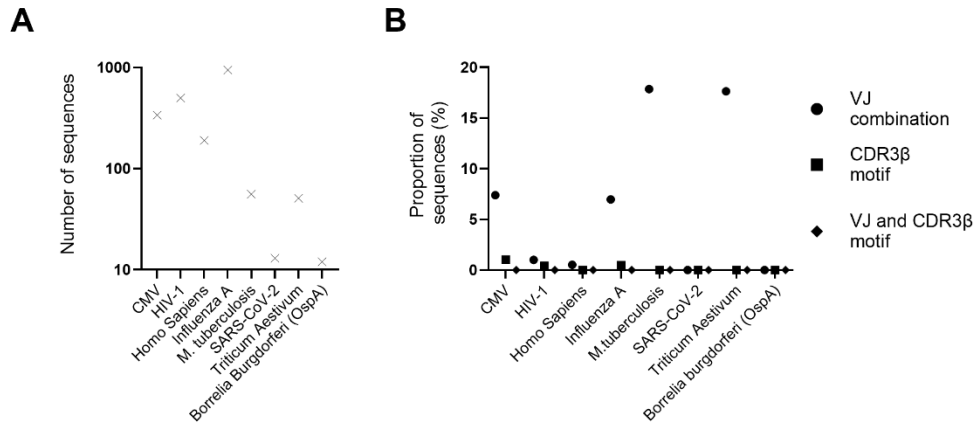 A
Number of sequences
1000
100
10
CMV
HIV-1
Homo Sapiens
Influenza A
M. tuberculosis
SARS-CoV-2
Triticum Aestivum
Borrelia Burgdorferi (OspA)
B
Proportion of
sequences (%)
20
15
10
5
0
CMV
HIV-1
Homo Sapiens
Influenza A
M.tuberculosis
SARS-CoV-2
Triticum Aestivum
Borrelia burgdorferi (OspA)
VJ
combination
CDR3β
motif
VJ and CDR3β
motif